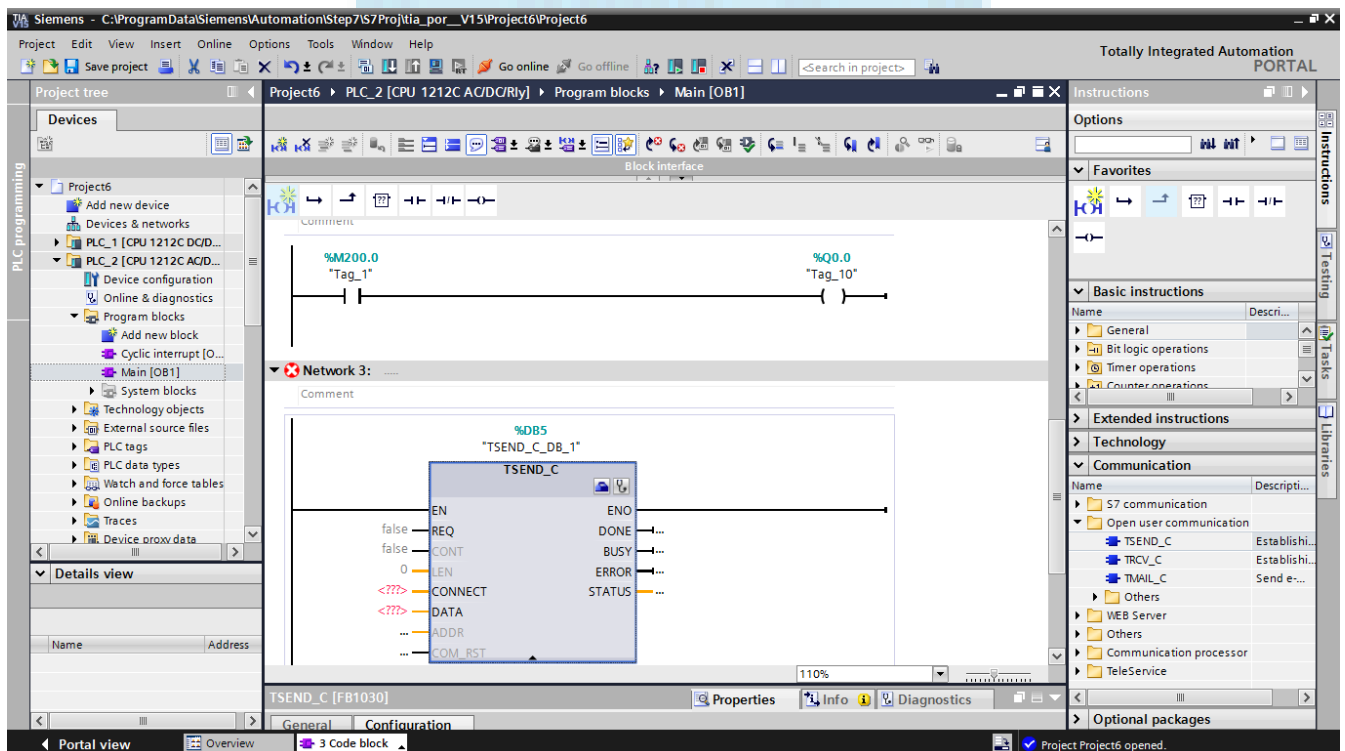 Siemens - C:\ProgramData\Siemens\Automation\Step7\S7Proj\tia_por__V15\Project6\Project6
Project Edit View Insert Online Options Tools Window Help
Totally Integrated Automation
PORTAL
Save project
Go online
Go offline
<Search in project>
Project tree
Project6 PLC_2 [CPU 1212C AC/DC/Rly] Program blocks Main [OB1]
Instructions
Devices
Options
PLC programming
Block interface
Project6
Add new device
Devices & networks
PLC_1 [CPU 1212C DC/D...
PLC_2 [CPU 1212C AC/D...
Device configuration
Online & diagnostics
Program blocks
Add new block
Cyclic interrupt [O...
Main [OB1]
System blocks
Technology objects
External source files
PLC tags
PLC data types
Watch and force tables
Online backups
Traces
Device proxy data
Details view
Name Address
Comment
%M200.0
"Tag_1"
%Q0.0
"Tag_10"
Network 3: .....
Comment
%DB5
"TSEND_C_DB_1"
TSEND_C
EN ENO
false REQ DONE ...
false CONT BUSY ...
0 LEN ERROR ...
<???> CONNECT STATUS ...
<???> DATA
... ADDR
... COM_RST
110%
TSEND_C [FB1030]
Properties Info Diagnostics
General Configuration
Favorites
Basic instructions
Name Descri...
General
Bit logic operations
Timer operations
Counter operations
Extended instructions
Technology
Communication
Name Descripti...
S7 communication
Open user communication
TSEND_C Establishi...
TRCV_C Establishi...
TMAIL_C Send e-...
Others
WEB Server
Others
Communication processor
TeleService
Optional packages
Instructions
Testing
Tasks
Libraries
Portal view
Overview
3 Code block
Project Project6 opened.